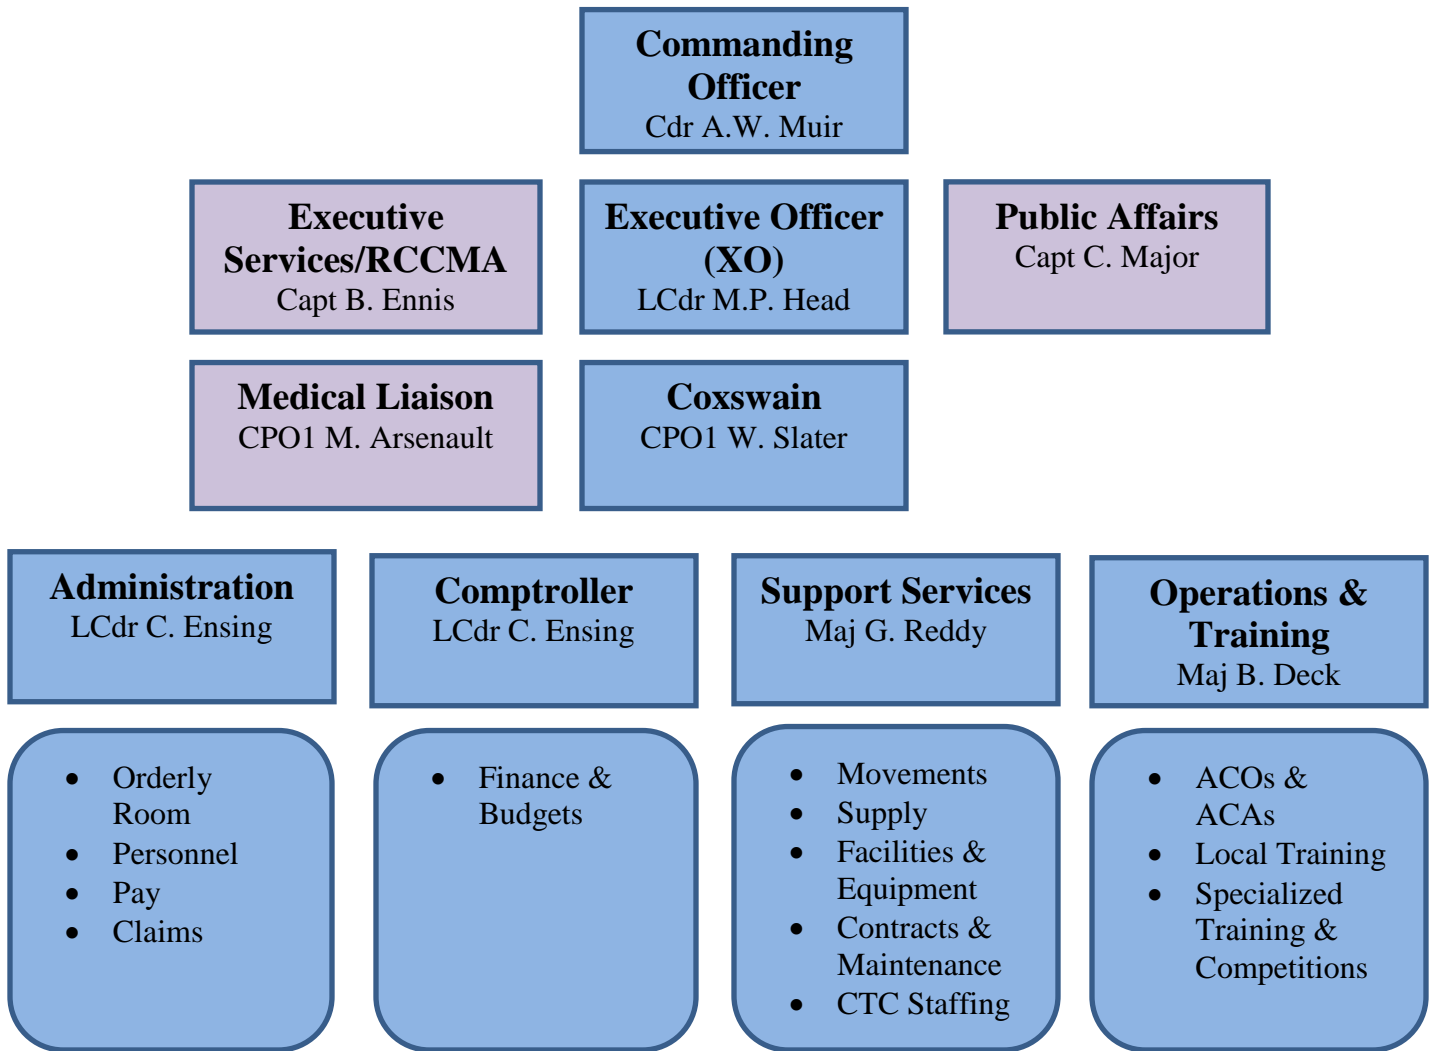 Commanding
Officer
Cdr A.W. Muir
Executive
Services/RCCMA
Capt B. Ennis
Executive Officer
(XO)
LCdr M.P. Head
Public Affairs
Capt C. Major
Medical Liaison
CPO1 M. Arsenault
Coxswain
CPO1 W. Slater
Administration
LCdr C. Ensing
Comptroller
LCdr C. Ensing
Support Services
Maj G. Reddy
Operations &
Training
Maj B. Deck
• Orderly
Room
• Personnel
• Pay
• Claims
• Finance &
Budgets
• Movements
• Supply
• Facilities &
Equipment
• Contracts &
Maintenance
• CTC Staffing
• ACOs &
ACAs
• Local Training
• Specialized
Training &
Competitions